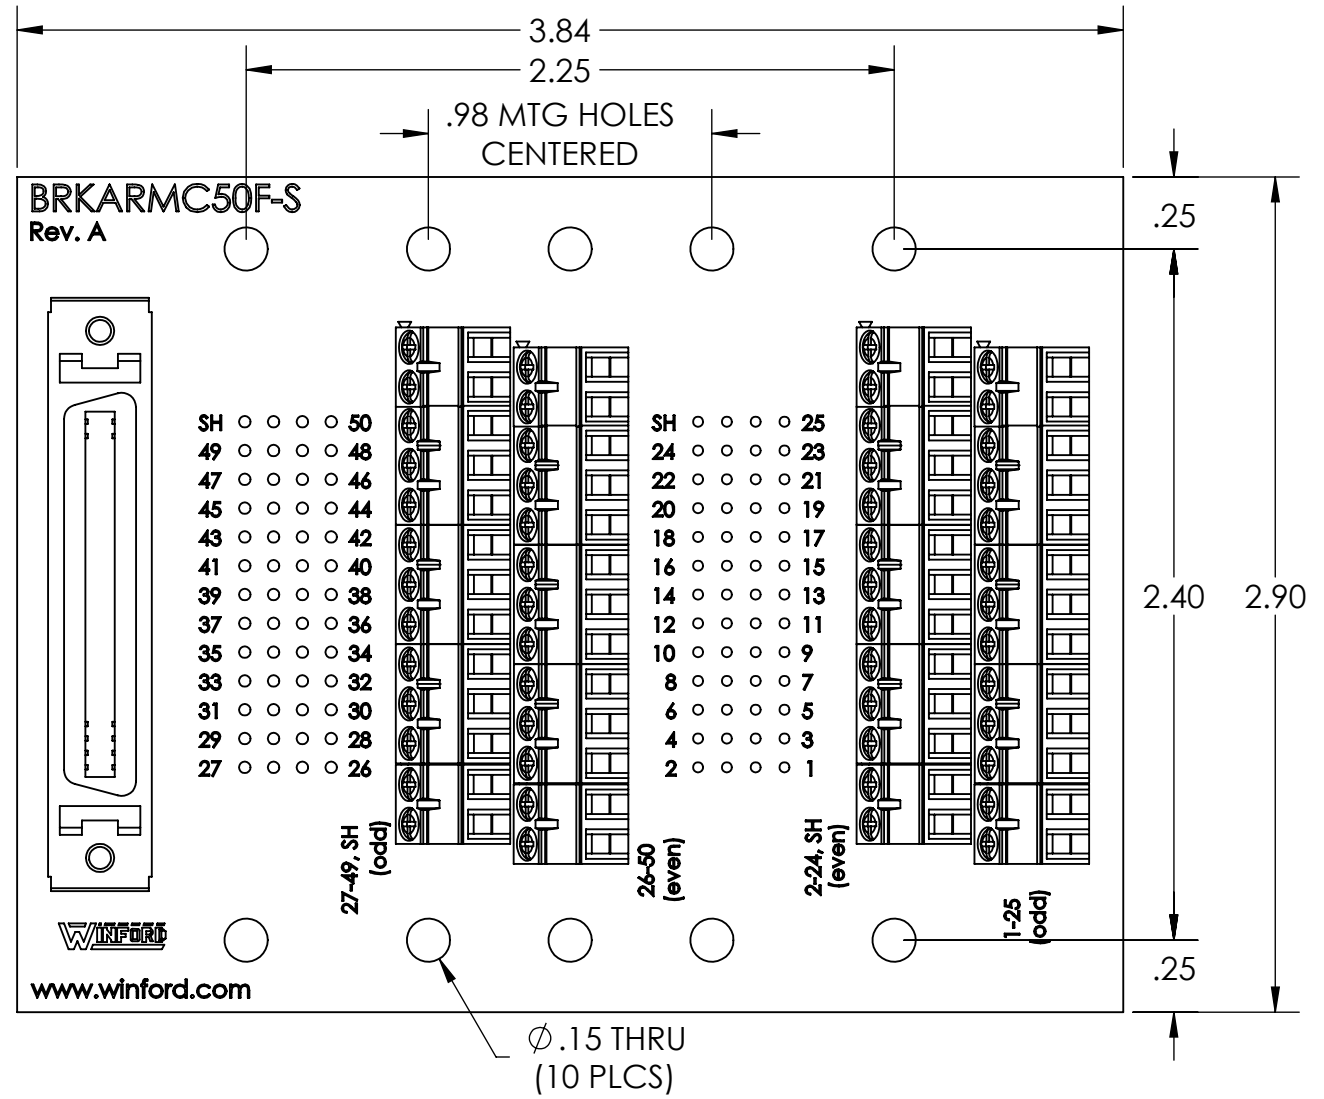 3.84
2.25
.98 MTG HOLES
CENTERED
BRKARMC50F-S
Rev. A
.25
SH 50 SH 25
49 48 24 23
47 46 22 21
45 44 20 19
43 42 18 17
41 40 16 15
39 38 14 13
2.40 2.90
37 36 12 11
35 34 10 9
33 32 8 7
31 30 6 5
29 28 4 3
27 26 2 1
27-49, SH
(odd)
26-50
(even)
2-24, SH
(even)
1-25
(odd)
WINFORD
.25
www.winford.com
Ø .15 THRU
(10 PLCS)